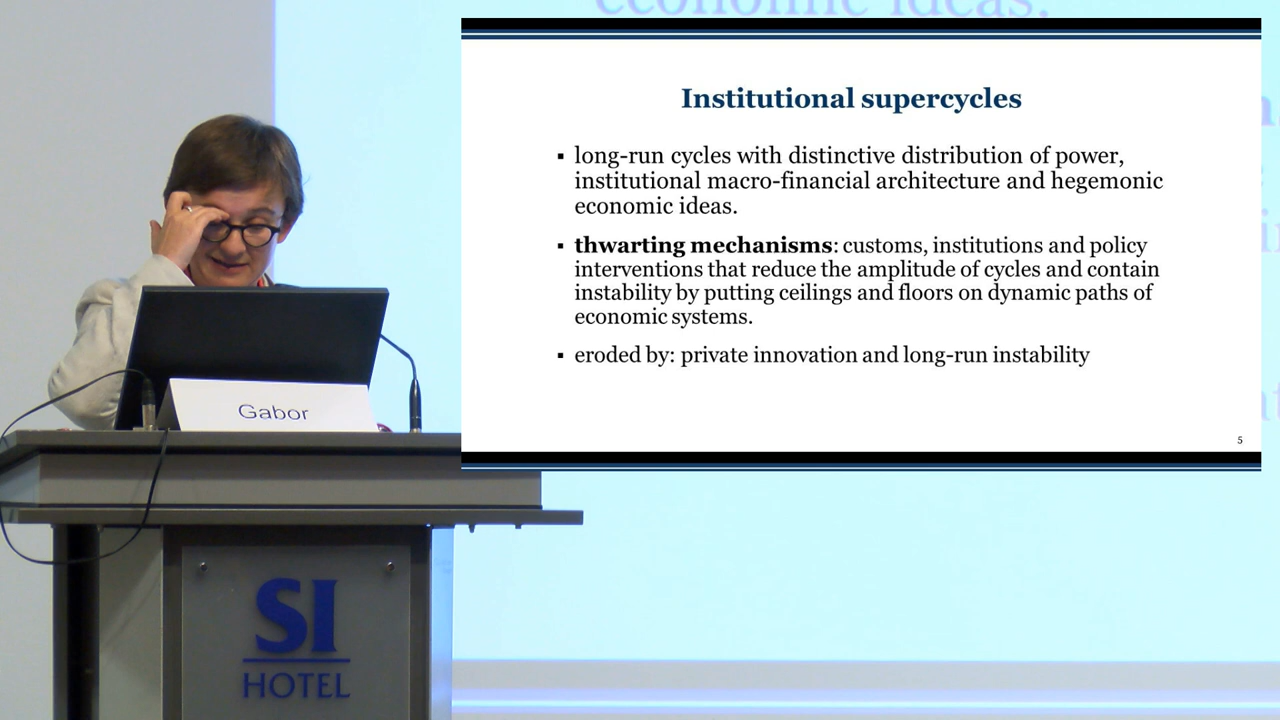 economic ideas.
Institutional supercycles
▪ long-run cycles with distinctive distribution of power,
institutional macro-financial architecture and hegemonic
economic ideas.
▪ thwarting mechanisms: customs, institutions and policy
interventions that reduce the amplitude of cycles and contain
instability by putting ceilings and floors on dynamic paths of
economic systems.
▪ eroded by: private innovation and long-run instability
5
Gabor
SI
HOTEL